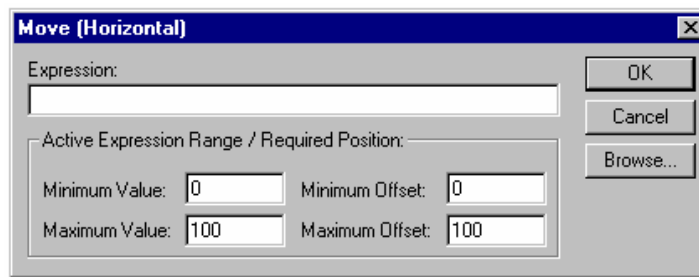 Move (Horizontal)
Expression:
OK
Cancel
Active Expression Range / Required Position:
Browse...
Minimum Value: 0 Minimum Offset: 0
Maximum Value: 100 Maximum Offset: 100